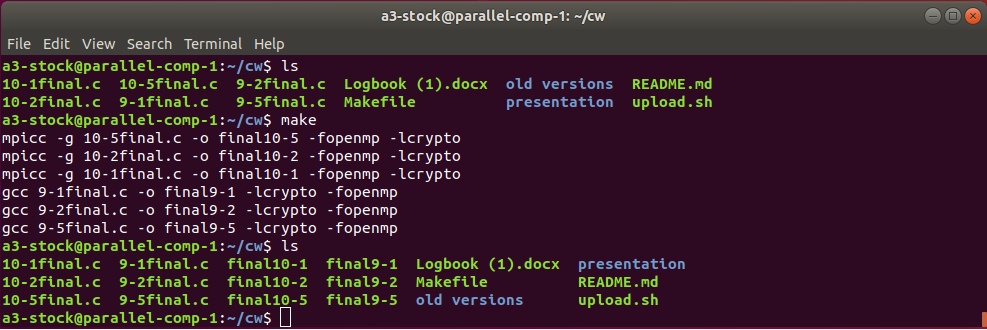 a3-stock@parallel-comp-1: ~/cw
File Edit View Search Terminal Help
a3-stock@parallel-comp-1:~/cw$ ls
10-1final.c 10-5final.c 9-2final.c Logbook (1).docx old versions README.md
10-2final.c 9-1final.c 9-5final.c Makefile presentation upload.sh
a3-stock@parallel-comp-1:~/cw$ make
mpicc -g 10-5final.c -o final10-5 -fopenmp -lcrypto
mpicc -g 10-2final.c -o final10-2 -fopenmp -lcrypto
mpicc -g 10-1final.c -o final10-1 -fopenmp -lcrypto
gcc 9-1final.c -o final9-1 -lcrypto -fopenmp
gcc 9-2final.c -o final9-2 -lcrypto -fopenmp
gcc 9-5final.c -o final9-5 -lcrypto -fopenmp
a3-stock@parallel-comp-1:~/cw$ ls
10-1final.c 9-1final.c final10-1 final9-1 Logbook (1).docx presentation
10-2final.c 9-2final.c final10-2 final9-2 Makefile README.md
10-5final.c 9-5final.c final10-5 final9-5 old versions upload.sh
a3-stock@parallel-comp-1:~/cw$